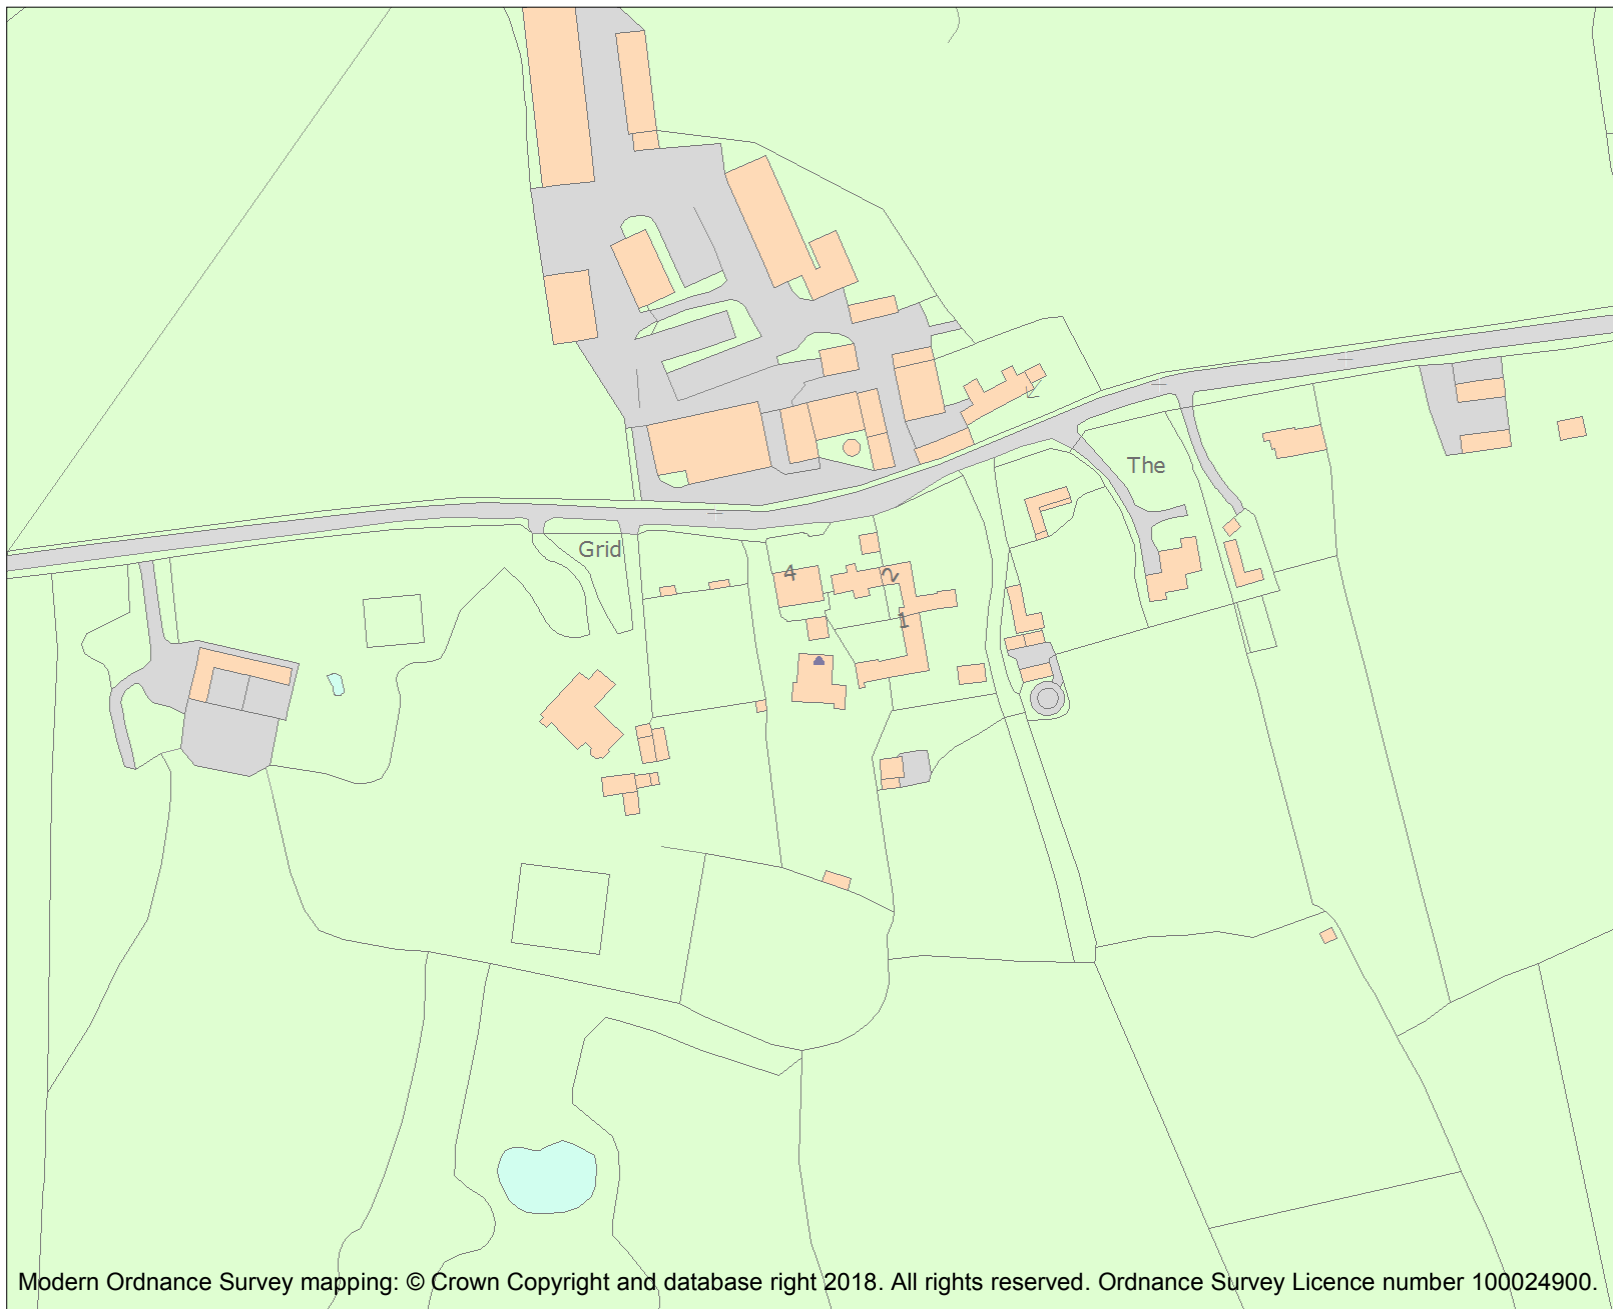 The
Grid
4
2
1
Modern Ordnance Survey mapping: © Crown Copyright and database right 2018. All rights reserved. Ordnance Survey Licence number 100024900.